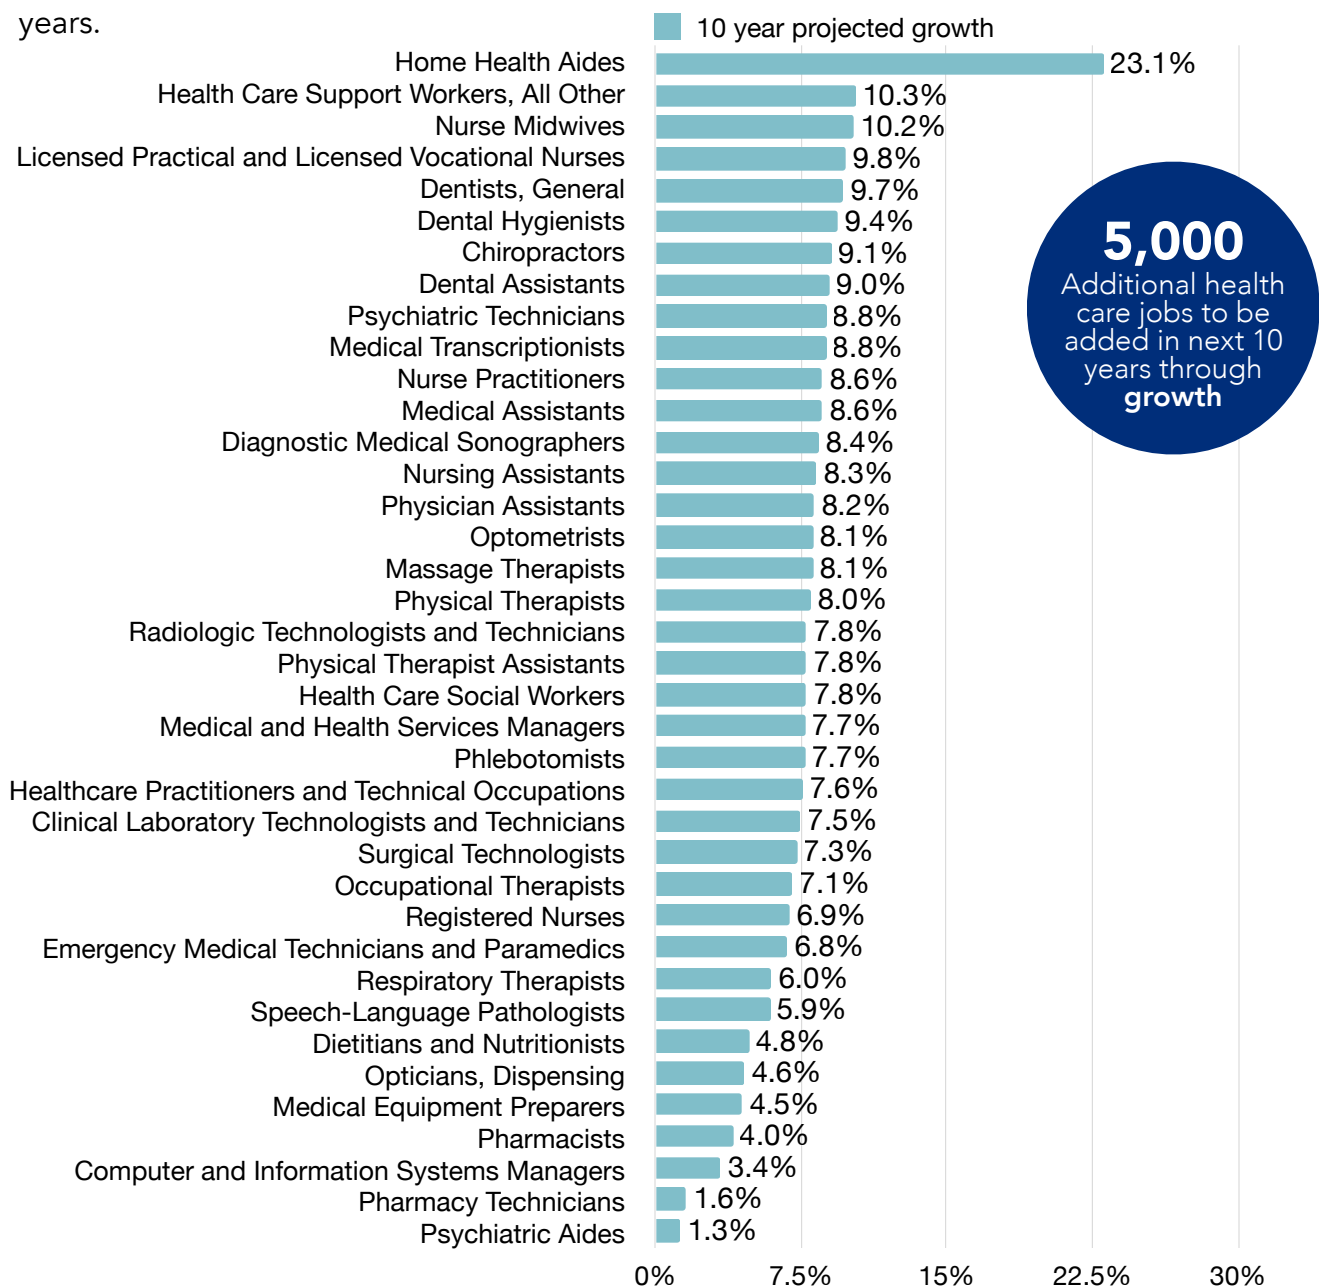 years.
10 year projected growth
Home Health Aides 23.1%
Health Care Support Workers, All Other 10.3%
Nurse Midwives 10.2%
Licensed Practical and Licensed Vocational Nurses 9.8%
Dentists, General 9.7%
Dental Hygienists 9.4%
Chiropractors 9.1%
Dental Assistants 9.0%
Psychiatric Technicians 8.8%
Medical Transcriptionists 8.8%
Nurse Practitioners 8.6%
Medical Assistants 8.6%
Diagnostic Medical Sonographers 8.4%
Nursing Assistants 8.3%
Physician Assistants 8.2%
Optometrists 8.1%
Massage Therapists 8.1%
Physical Therapists 8.0%
Radiologic Technologists and Technicians 7.8%
Physical Therapist Assistants 7.8%
Health Care Social Workers 7.8%
Medical and Health Services Managers 7.7%
Phlebotomists 7.7%
Healthcare Practitioners and Technical Occupations 7.6%
Clinical Laboratory Technologists and Technicians 7.5%
Surgical Technologists 7.3%
Occupational Therapists 7.1%
Registered Nurses 6.9%
Emergency Medical Technicians and Paramedics 6.8%
Respiratory Therapists 6.0%
Speech-Language Pathologists 5.9%
Dietitians and Nutritionists 4.8%
Opticians, Dispensing 4.6%
Medical Equipment Preparers 4.5%
Pharmacists 4.0%
Computer and Information Systems Managers 3.4%
Pharmacy Technicians 1.6%
Psychiatric Aides 1.3%
0% 7.5% 15% 22.5% 30%
5,000
Additional health
care jobs to be
added in next 10
years through
growth